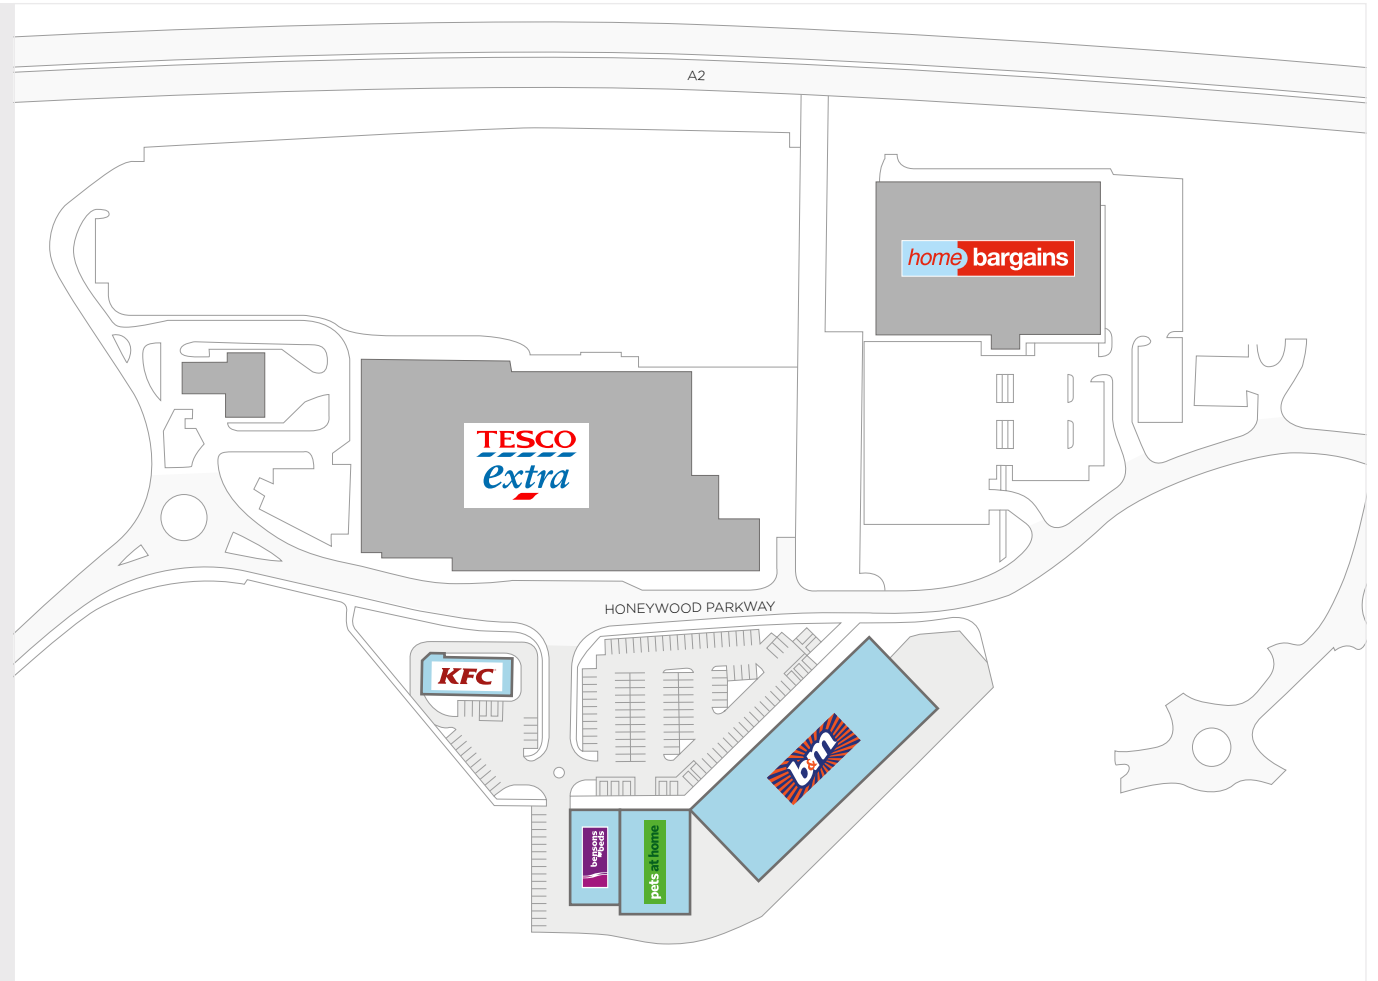 A2
home bargains
TESCO
extra
HONEYWOOD PARKWAY
KFC
b&m
bensons
for beds
pets at home